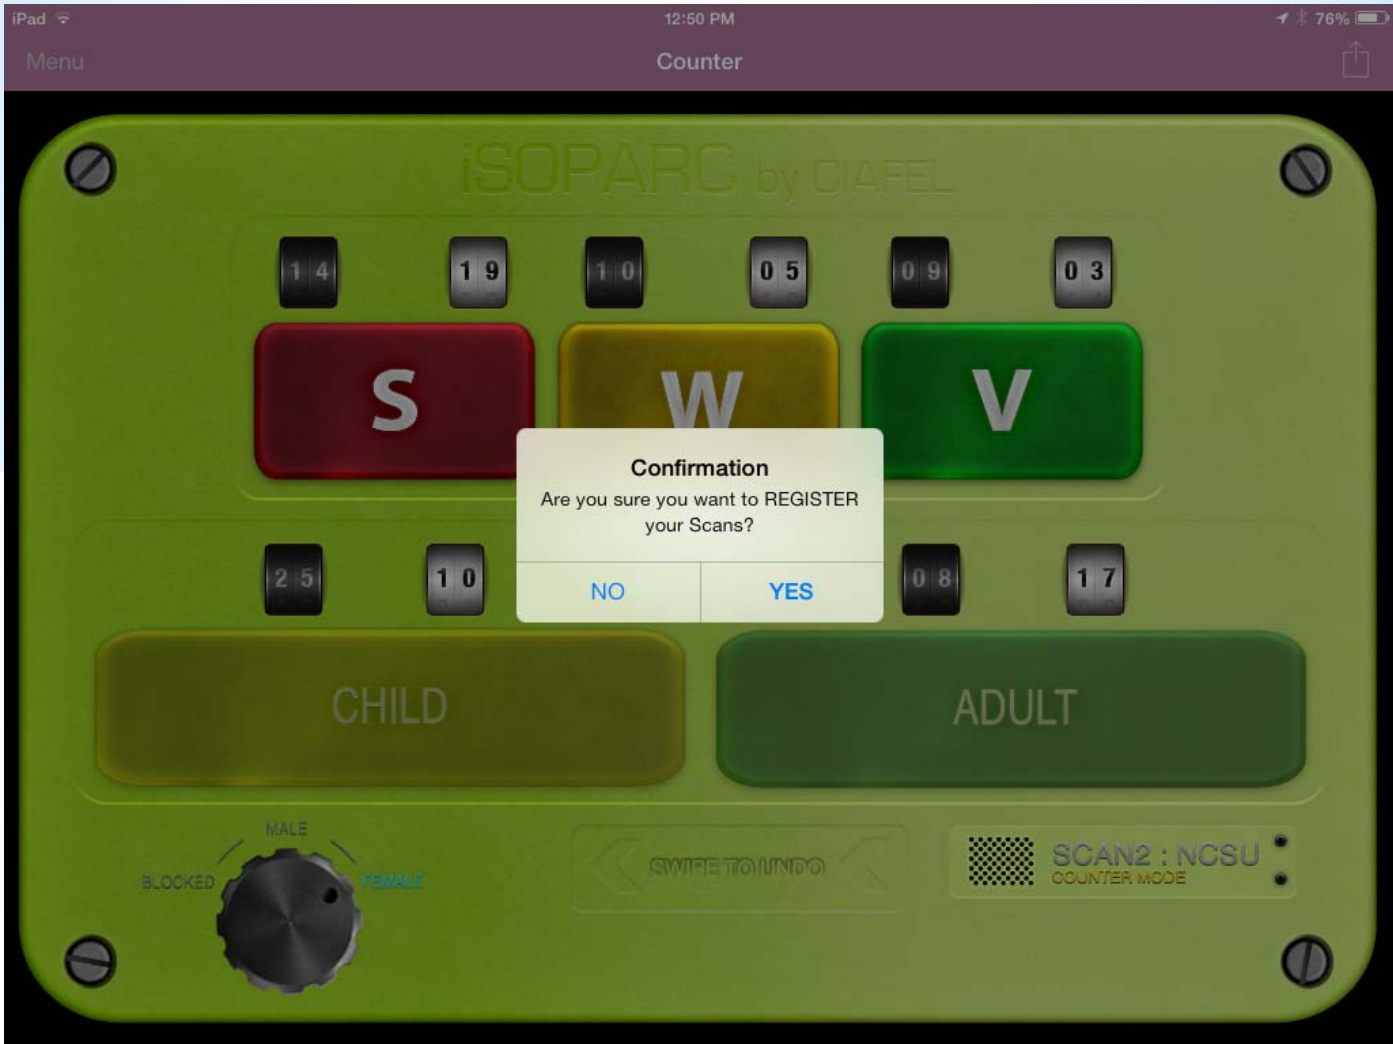 iPad 12:50 PM 76%
Menu Counter
iSOPARC by CIAFEL
14 19 10 05 09 03
S W V
Confirmation
Are you sure you want to REGISTER
your Scans?
NO YES
25 10 08 17
CHILD ADULT
MALE
BLOCKED FEMALE
SWIPE TO UNDO
SCAN2 : NCSU
COUNTER MODE